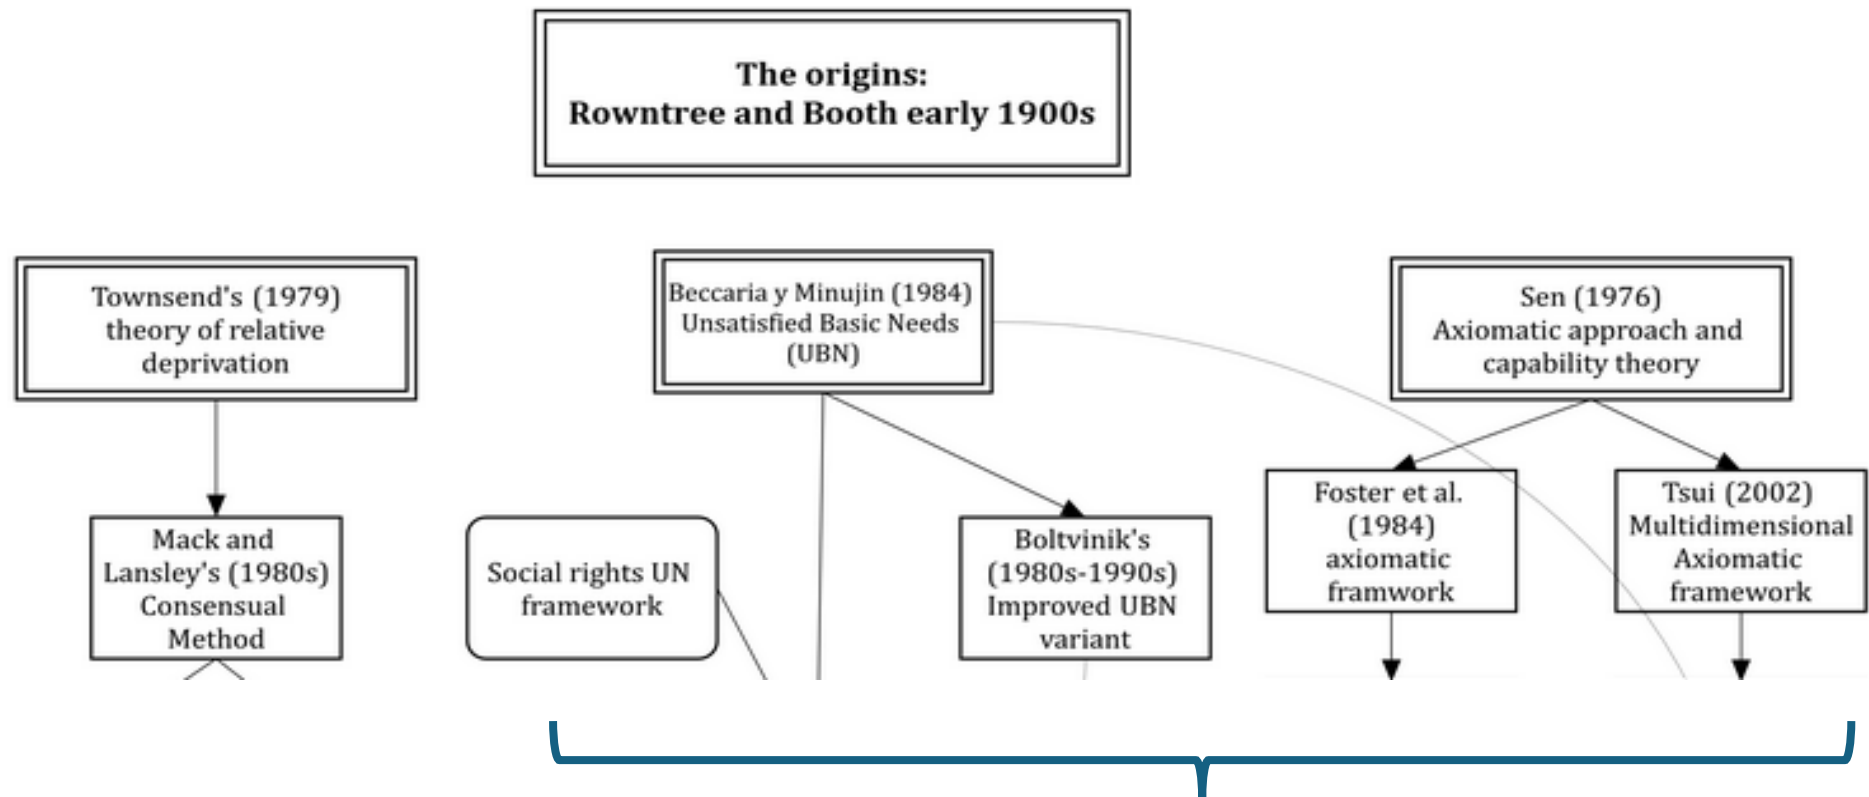 The origins:
Rowntree and Booth early 1900s
Townsend's (1979)
theory of relative
deprivation
Beccaria y Minujin (1984)
Unsatisfied Basic Needs
(UBN)
Sen (1976)
Axiomatic approach and
capability theory
Mack and
Lansley's (1980s)
Consensual
Method
Social rights UN
framework
Boltvinik's
(1980s-1990s)
Improved UBN
variant
Foster et al.
(1984)
axiomatic
framwork
Tsui (2002)
Multidimensional
Axiomatic
framework